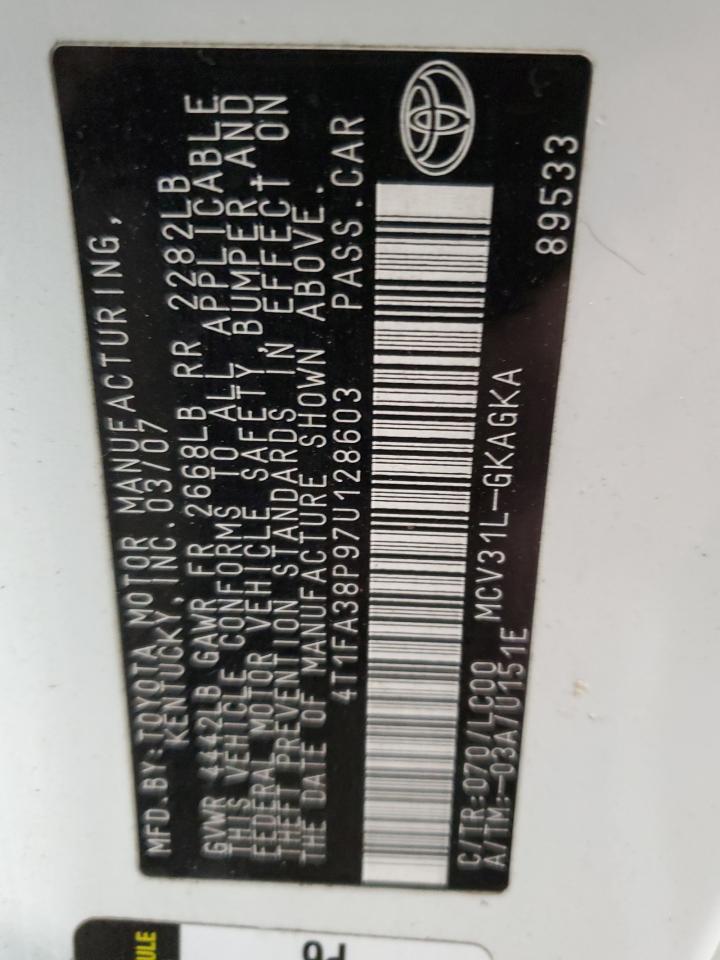 MFD.BY:TOYOTA MOTOR MANUFACTURING,
KENTUCKY,INC.03/07
GVWR 4442LB GAWR FR 2668LB RR 2282LB
THIS VEHICLE CONFORMS TO ALL APPLICABLE
FEDERAL MOTOR VEHICLE SAFETY, BUMPER,AND
THEFT PREVENTION STANDARDS IN EFFECT ON
THE DATE OF MANUFACTURE SHOWN ABOVE.
4T1FA38P97U128603 PASS.CAR
C/TR:070/LC00 MCV31L-GKAGKA
A/TM:-03A/U151E 89533